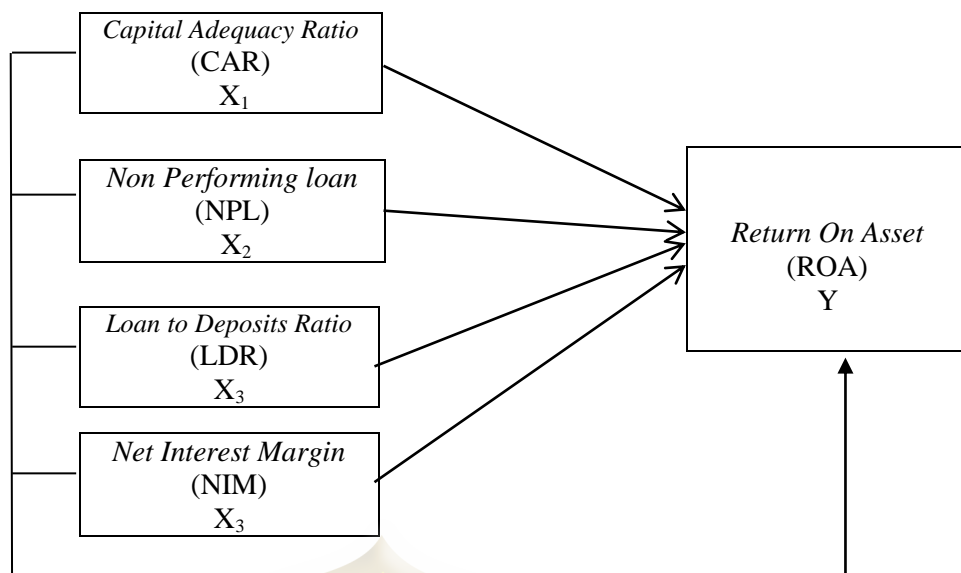 Capital Adequacy Ratio
(CAR)
X₁
Non Performing loan
(NPL)
X₂
Loan to Deposits Ratio
(LDR)
X₃
Net Interest Margin
(NIM)
X₃
Return On Asset
(ROA)
Y